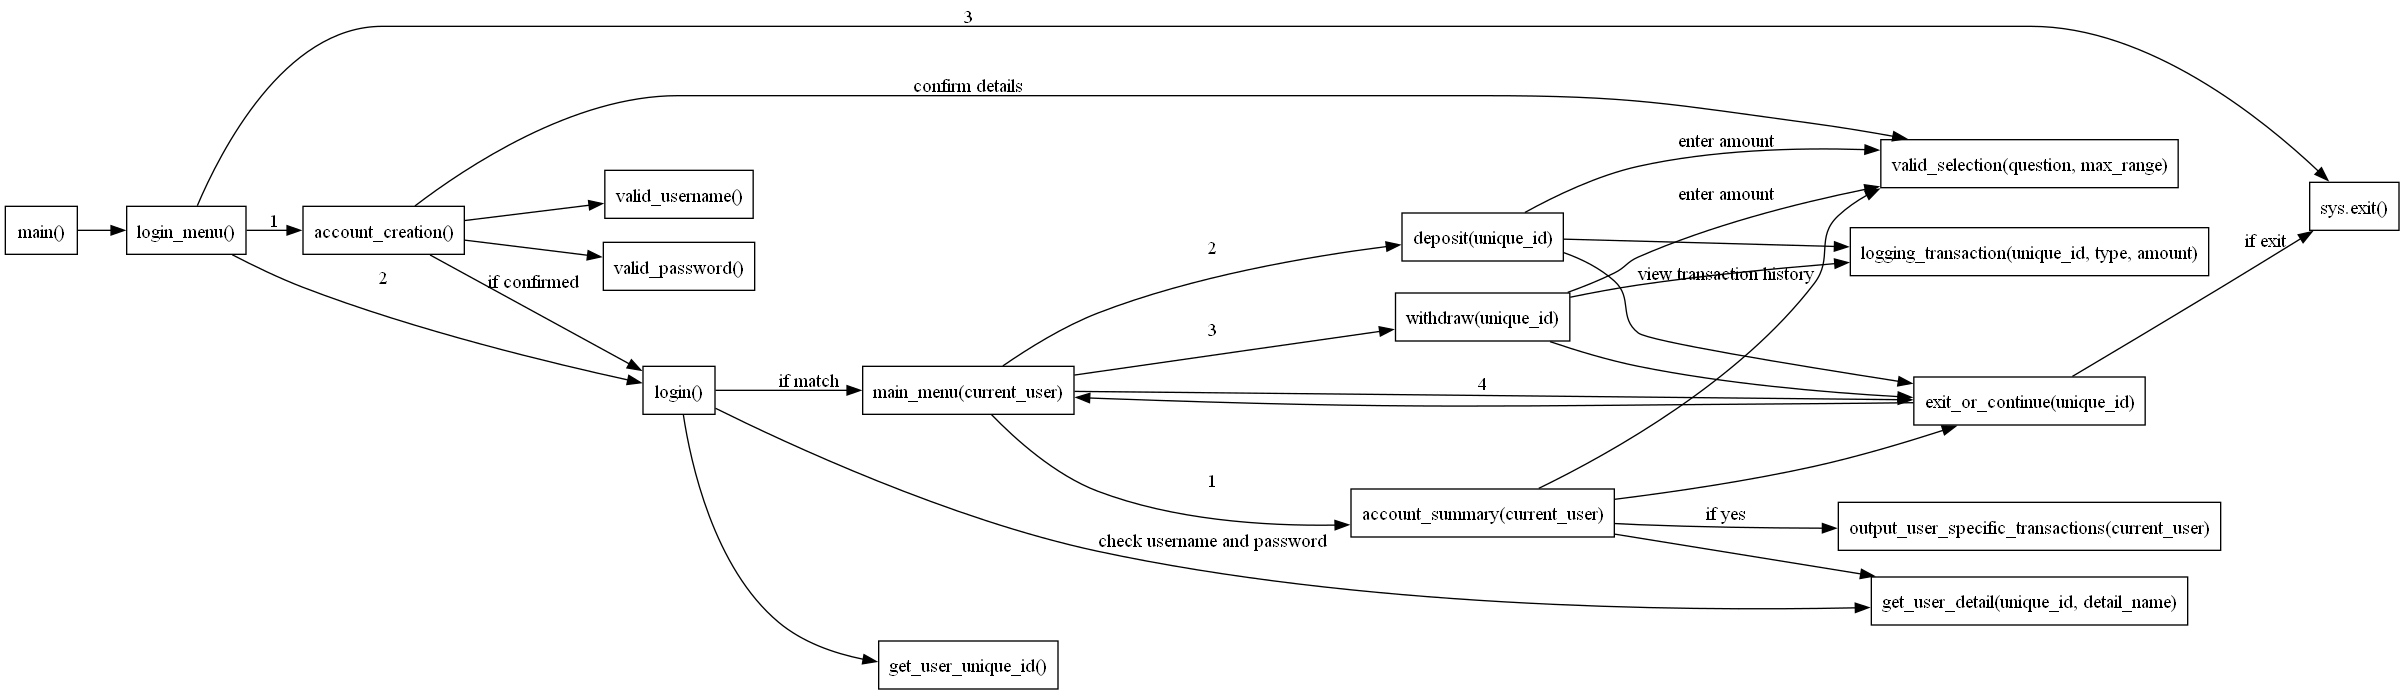 3
confirm details
enter amount
valid_selection(question, max_range)
valid_username()
enter amount
sys.exit()
main()
login_menu()
1
account_creation()
deposit(unique_id)
2
if exit
logging_transaction(unique_id, type, amount)
valid_password()
view transaction history
2
if confirmed
withdraw(unique_id)
3
login()
if match
main_menu(current_user)
4
exit_or_continue(unique_id)
1
account_summary(current_user)
if yes
output_user_specific_transactions(current_user)
check username and password
get_user_detail(unique_id, detail_name)
get_user_unique_id()